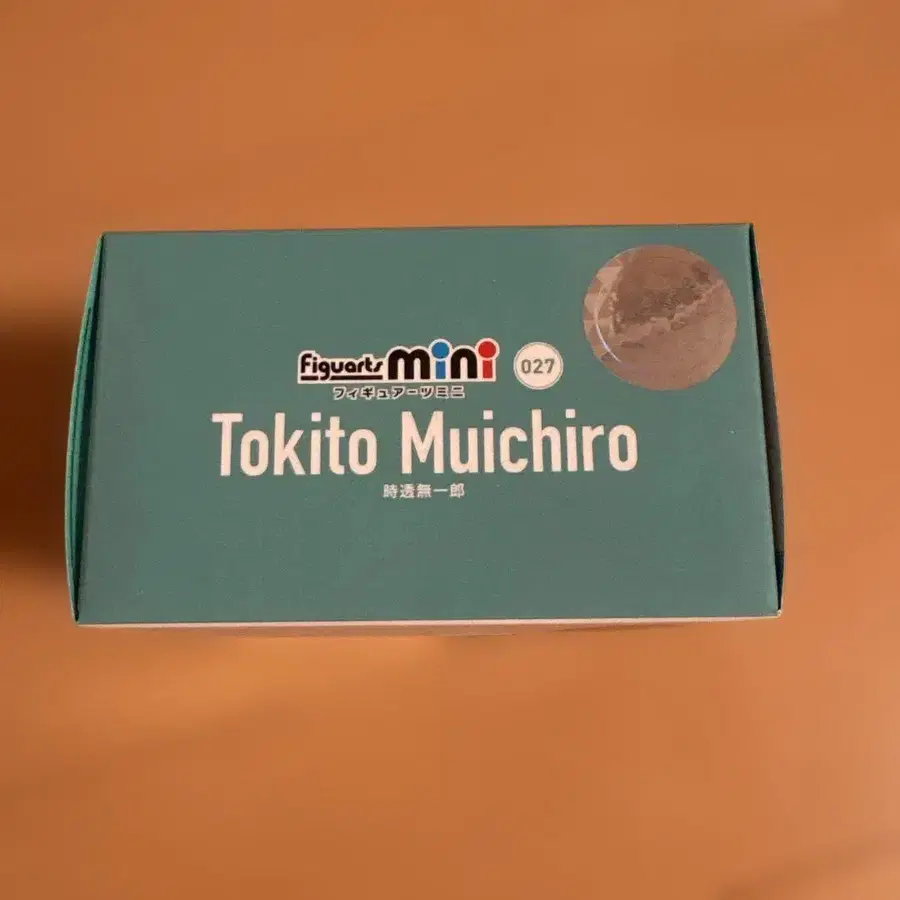 Figuarts mini 027
フィギュアーツミニ
Tokito Muichiro
時透無一郎